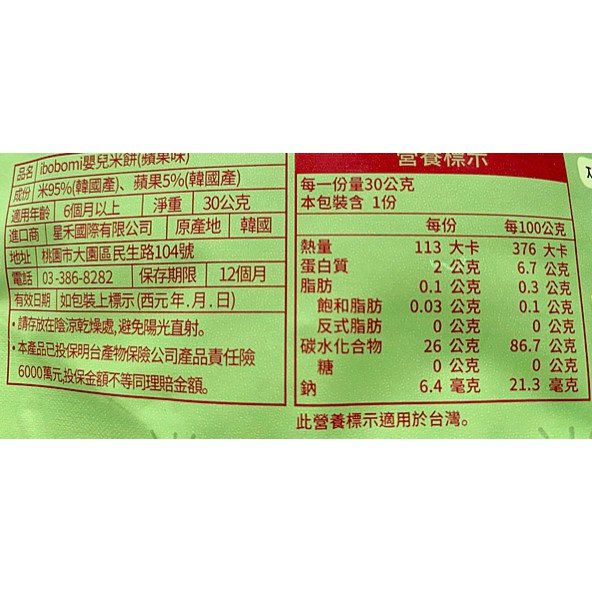 品名 ibobomi嬰兒米餅(蘋果味)
成份 米95%(韓國產)、蘋果5%(韓國產)
適用年齡 6個月以上 淨重 30公克
進口商 星禾國際有限公司 原產地 韓國
地址 桃園市大園區民生路104號
電話 03-386-8282 保存期限 12個月
有效日期 如包裝上標示(西元年.月.日)
•請存放在陰涼乾燥處,避免陽光直射。
•本產品已投保明台產物保險公司產品責任險
6000萬元,投保金額不等同理賠金額。
營養標示
每一份量30公克
本包裝含 1份
每份 每100公克
熱量 113 大卡 376 大卡
蛋白質 2 公克 6.7 公克
脂肪 0.1 公克 0.3 公克
飽和脂肪 0.03 公克 0.1 公克
反式脂肪 0 公克 0 公克
碳水化合物 26 公克 86.7 公克
糖 0 公克 0 公克
鈉 6.4 毫克 21.3 毫克
此營養標示適用於台灣。